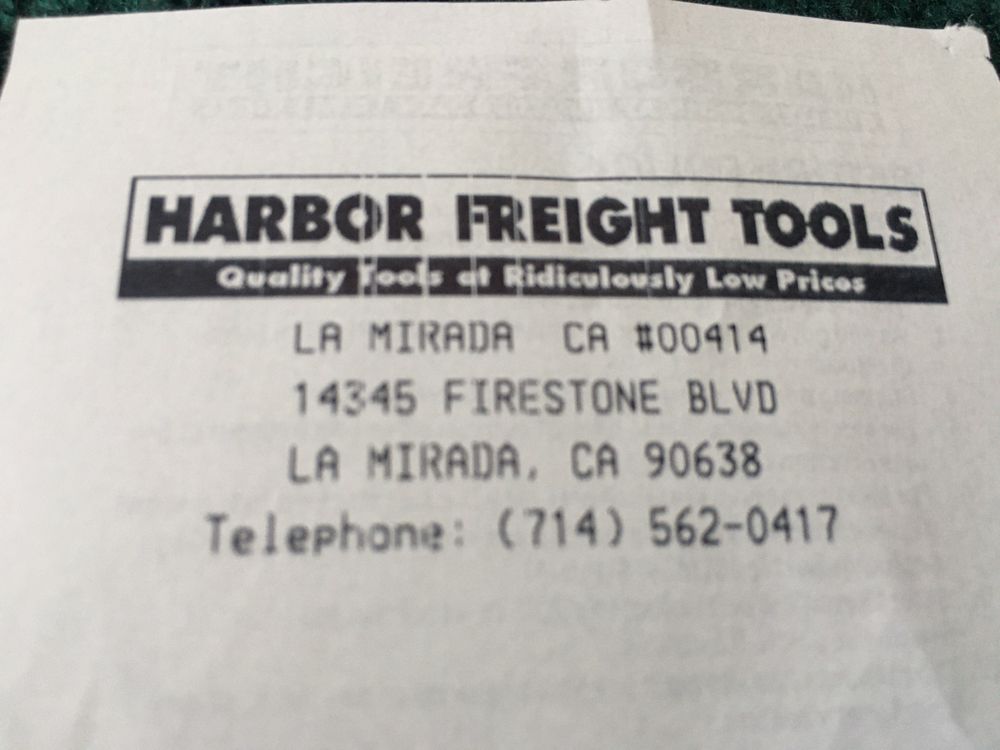 HARBOR FREIGHT TOOLS
Quality Tools at Ridiculously Low Prices
LA MIRADA CA #00414
14345 FIRESTONE BLVD
LA MIRADA, CA 90638
Telephone: (714) 562-0417